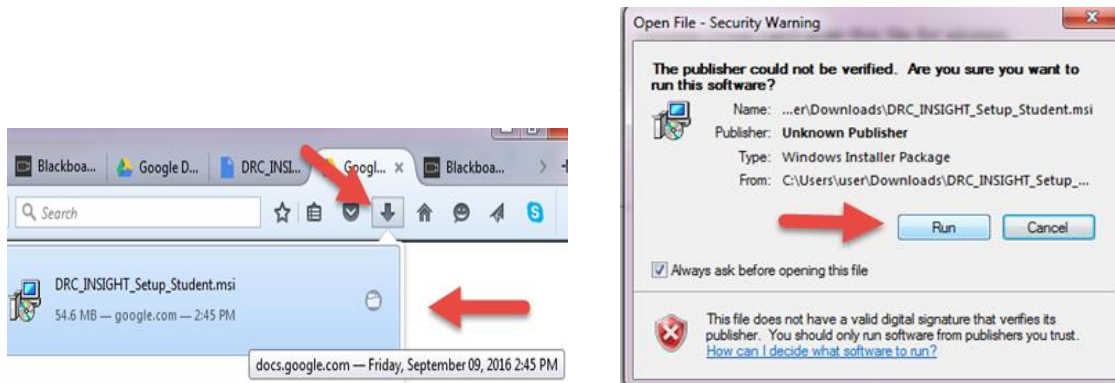 Blackboa...
Google D...
DRC_INSI...
Googl...
Blackboa...
Search
DRC_INSIGHT_Setup_Student.msi
54.6 MB — google.com — 2:45 PM
docs.google.com — Friday, September 09, 2016 2:45 PM
Open File - Security Warning
The publisher could not be verified. Are you sure you want to
run this software?
Name: ...er\Downloads\DRC_INSIGHT_Setup_Student.msi
Publisher: Unknown Publisher
Type: Windows Installer Package
From: C:\Users\user\Downloads\DRC_INSIGHT_Setup_...
Run Cancel
Always ask before opening this file
This file does not have a valid digital signature that verifies its
publisher. You should only run software from publishers you trust.
How can I decide what software to run?